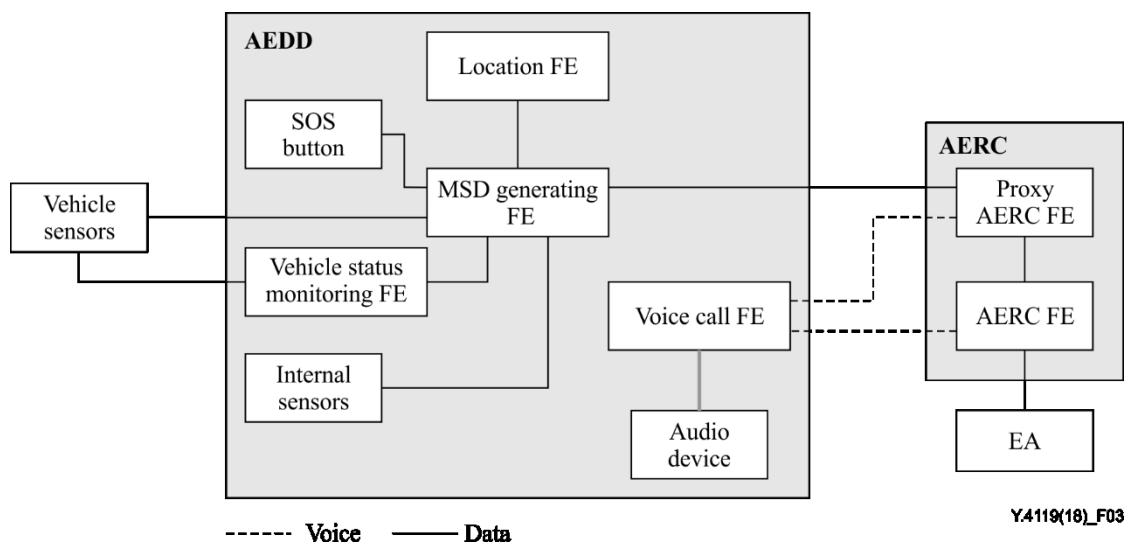 AEDD
Location FE
SOS
button
AERC
MSD generating
FE
Proxy
AERC FE
Vehicle
sensors
Vehicle status
monitoring FE
Voice call FE
AERC FE
Internal
sensors
Audio
device
EA
Voice
Data
Y.4119(18)_F03